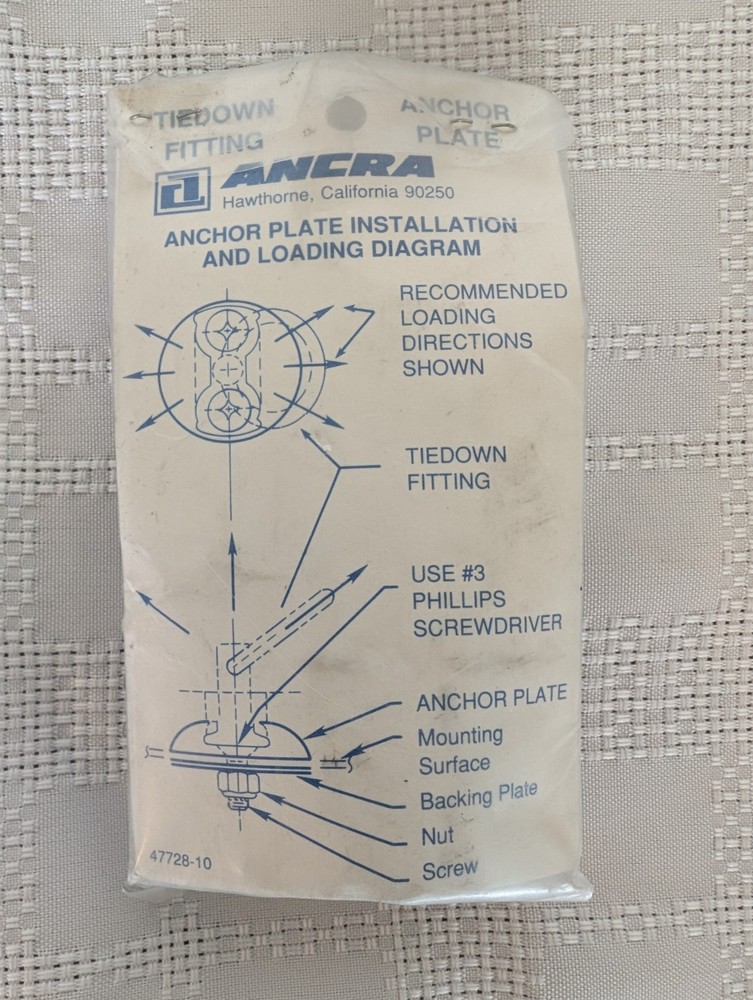 TIEDOWN
FITTING
ANCHOR
PLATE
ANCRA
Hawthorne, California 90250
ANCHOR PLATE INSTALLATION
AND LOADING DIAGRAM
RECOMMENDED
LOADING
DIRECTIONS
SHOWN
TIEDOWN
FITTING
USE #3
PHILLIPS
SCREWDRIVER
ANCHOR PLATE
Mounting
Surface
Backing Plate
Nut
Screw
47728-10